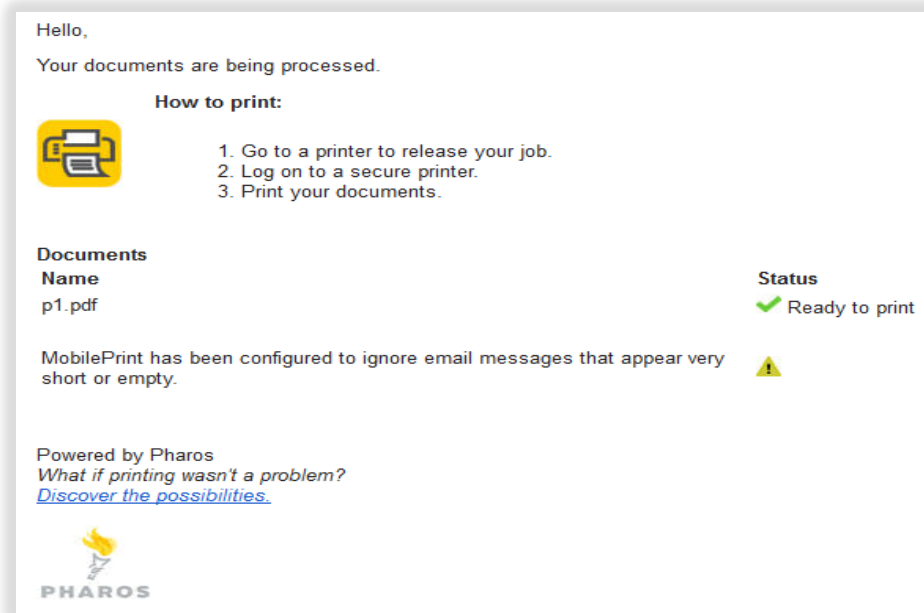 Hello,
Your documents are being processed.
How to print:
1. Go to a printer to release your job.
2. Log on to a secure printer.
3. Print your documents.
Documents
Name Status
p1.pdf Ready to print
MobilePrint has been configured to ignore email messages that appear very
short or empty.
Powered by Pharos
What if printing wasn't a problem?
Discover the possibilities.
PHAROS